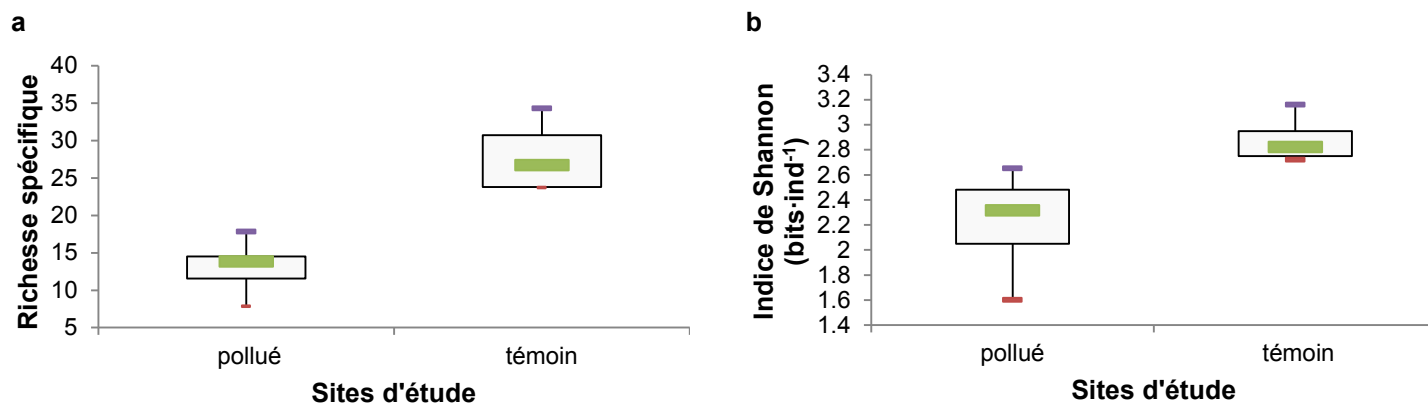 a
Richesse spécifique
40
35
30
25
20
15
10
5
pollué
témoin
Sites d'étude
b
Indice de Shannon
(bits·ind⁻¹)
3.4
3.2
3
2.8
2.6
2.4
2.2
2
1.8
1.6
1.4
pollué
témoin
Sites d'étude